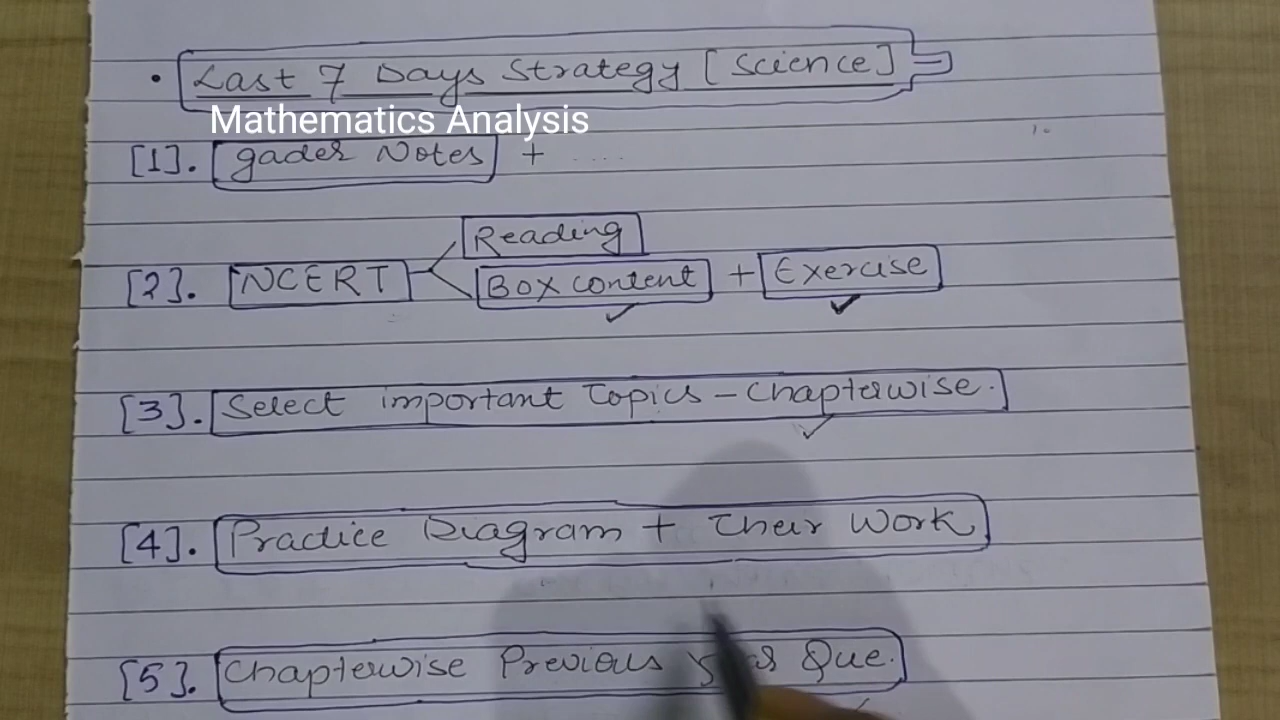 • Last 7 Days Strategy [Science]
Mathematics Analysis
[1]. gader Notes +
Reading
[2]. NCERT Box content + Exercise
[3]. Select important Topics - Chapterwise.
[4]. Practice Diagram + Their Work
[5]. Chapterwise Previous Que.